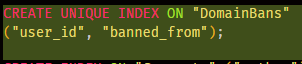 CREATE UNIQUE INDEX ON "DomainBans"
("user_id", "banned_from");